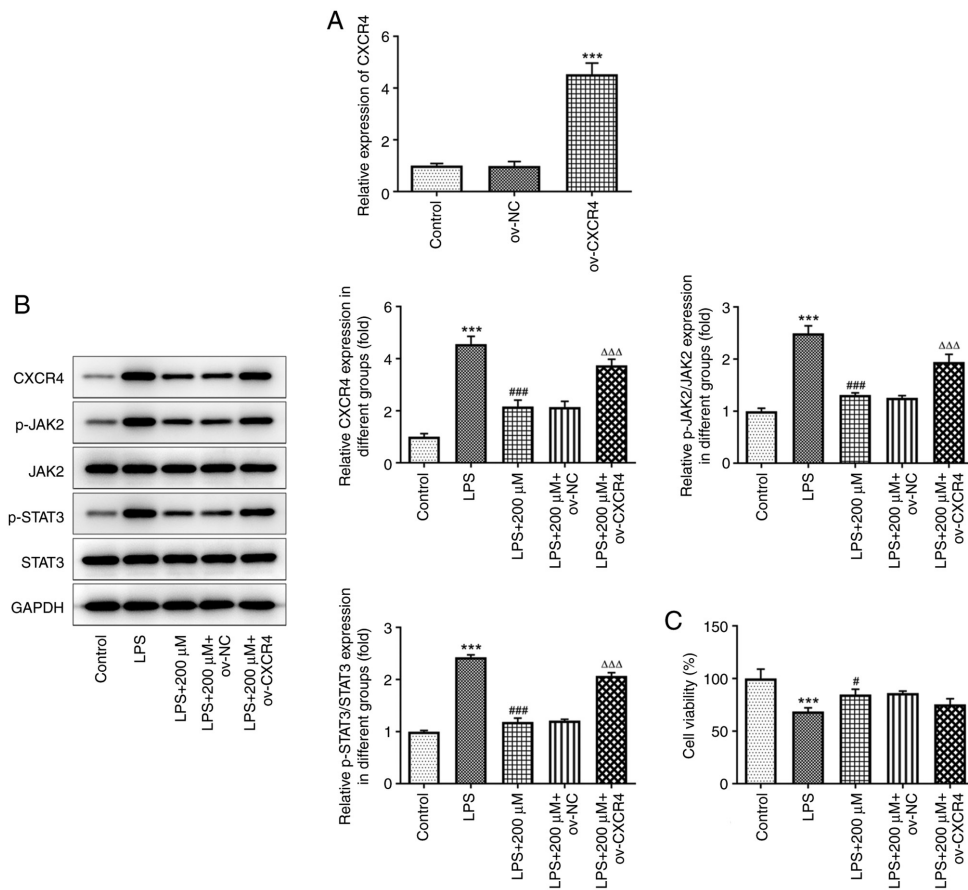 A
Relative expression of CXCR4
6
4
2
0
***
Control
ov-NC
ov-CXCR4
B
CXCR4
p-JAK2
JAK2
p-STAT3
STAT3
GAPDH
Control
LPS
LPS+200 μM
LPS+200 μM+
ov-NC
LPS+200 μM+
ov-CXCR4
Relative CXCR4 expression in
different groups (fold)
6
4
2
0
***
###
ΔΔΔ
Control
LPS
LPS+200 μM
LPS+200 μM+
ov-NC
LPS+200 μM+
ov-CXCR4
Relative p-JAK2/JAK2 expression
in different groups (fold)
3
2
1
0
***
###
ΔΔΔ
Control
LPS
LPS+200 μM
LPS+200 μM+
ov-NC
LPS+200 μM+
ov-CXCR4
Relative p-STAT3/STAT3 expression
in different groups (fold)
3
2
1
0
***
###
ΔΔΔ
Control
LPS
LPS+200 μM
LPS+200 μM+
ov-NC
LPS+200 μM+
ov-CXCR4
C
Cell viability (%)
150
100
50
0
***
#
Control
LPS
LPS+200 μM
LPS+200 μM+
ov-NC
LPS+200 μM+
ov-CXCR4